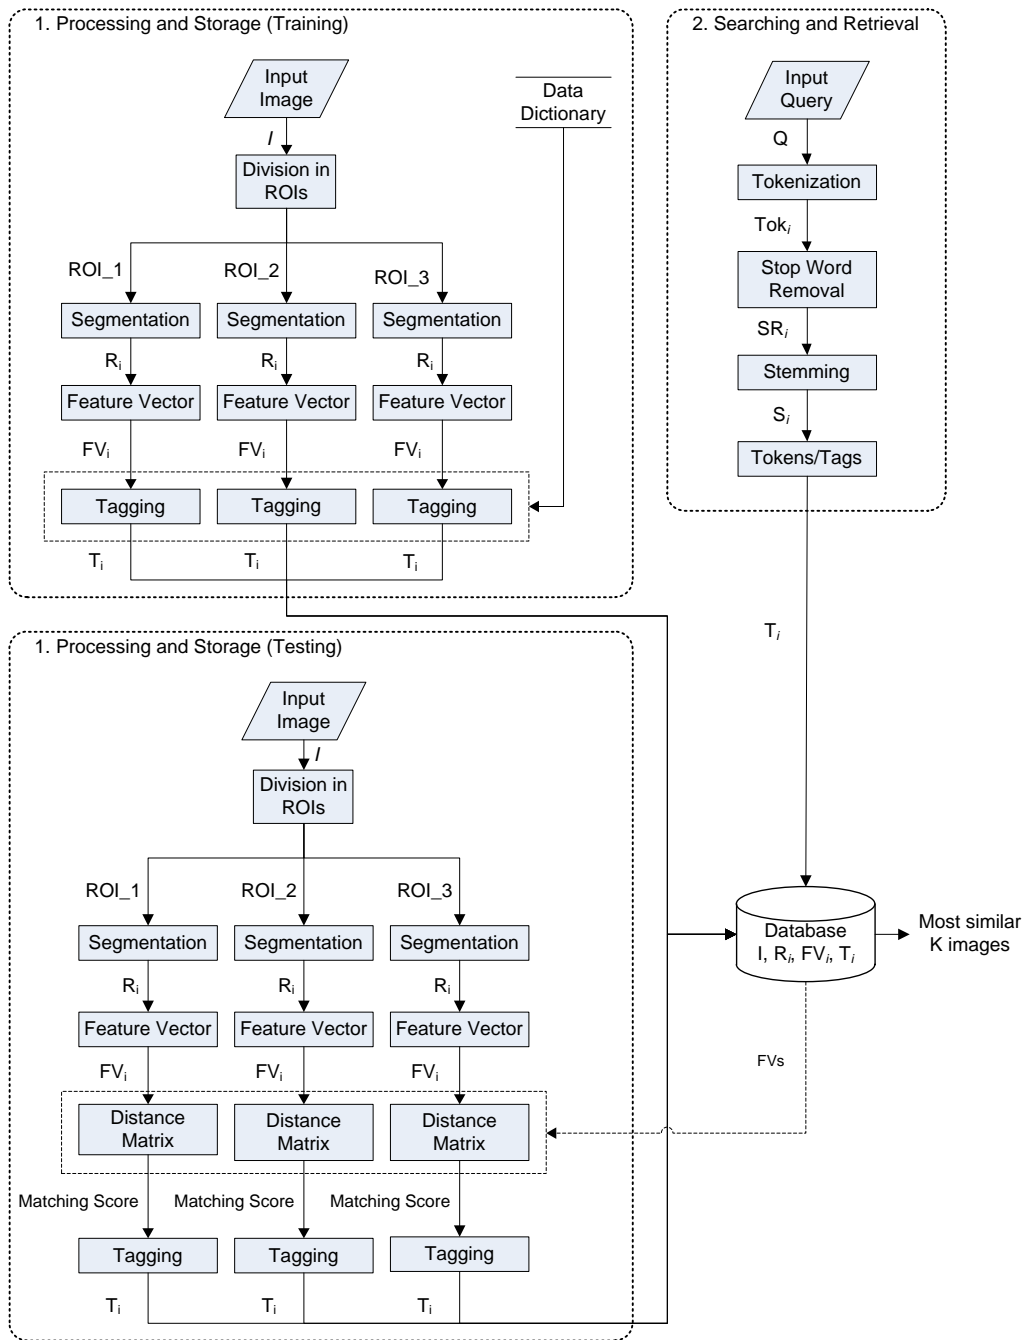 1. Processing and Storage (Training)
Input
Image
I
Data
Dictionary
Division in
ROIs
ROI_1
ROI_2
ROI_3
Segmentation
Segmentation
Segmentation
Ri
Ri
Ri
Feature Vector
Feature Vector
Feature Vector
FVi
FVi
FVi
Tagging
Tagging
Tagging
Ti
Ti
Ti
2. Searching and Retrieval
Input
Query
Q
Tokenization
Toki
Stop Word
Removal
SRi
Stemming
Si
Tokens/Tags
Ti
1. Processing and Storage (Testing)
Input
Image
I
Division in
ROIs
ROI_1
ROI_2
ROI_3
Segmentation
Segmentation
Segmentation
Ri
Ri
Ri
Feature Vector
Feature Vector
Feature Vector
FVi
FVi
FVi
Distance
Matrix
Distance
Matrix
Distance
Matrix
Matching Score
Matching Score
Matching Score
Tagging
Tagging
Tagging
Ti
Ti
Ti
Database
I, Ri, FVi, Ti
Most similar
K images
FVs